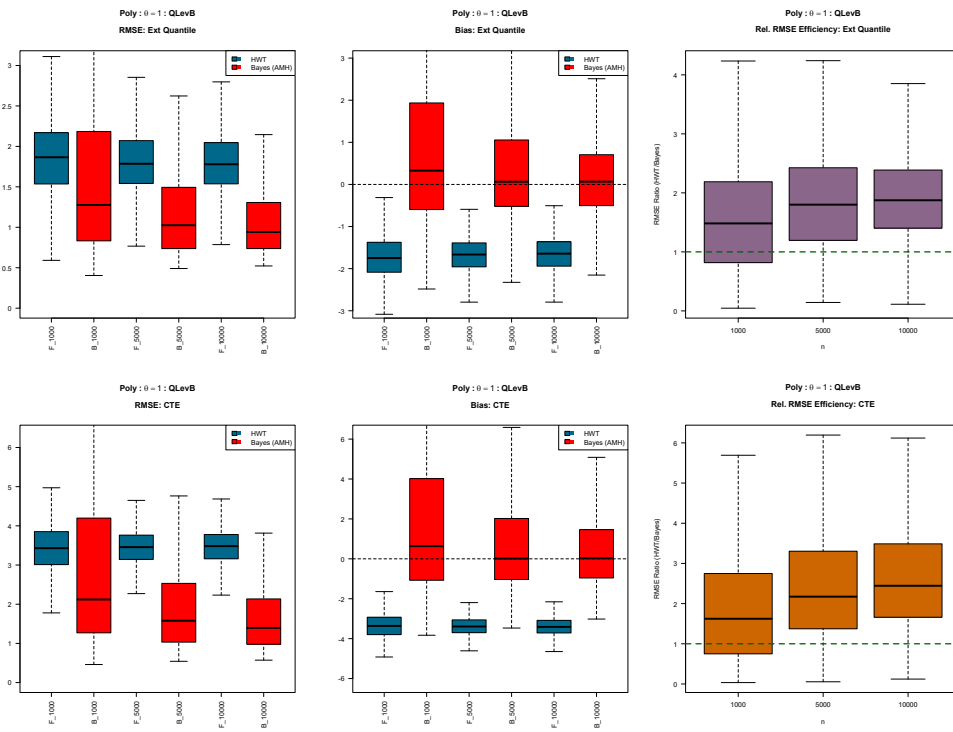 Poly : θ = 1 : QLevB
RMSE: Ext Quantile
3
2.5
2
1.5
1
0.5
0
HWT
Bayes (AMH)
F_1000
B_1000
F_5000
B_5000
F_10000
B_10000
Poly : θ = 1 : QLevB
Bias: Ext Quantile
3
2
1
0
-1
-2
-3
HWT
Bayes (AMH)
F_1000
B_1000
F_5000
B_5000
F_10000
B_10000
Poly : θ = 1 : QLevB
Rel. RMSE Efficiency: Ext Quantile
RMSE Ratio (HWT/Bayes)
4
3
2
1
0
1000
5000
10000
n
Poly : θ = 1 : QLevB
RMSE: CTE
6
5
4
3
2
1
0
HWT
Bayes (AMH)
F_1000
B_1000
F_5000
B_5000
F_10000
B_10000
Poly : θ = 1 : QLevB
Bias: CTE
6
4
2
0
-2
-4
-6
HWT
Bayes (AMH)
F_1000
B_1000
F_5000
B_5000
F_10000
B_10000
Poly : θ = 1 : QLevB
Rel. RMSE Efficiency: CTE
RMSE Ratio (HWT/Bayes)
6
5
4
3
2
1
0
1000
5000
10000
n